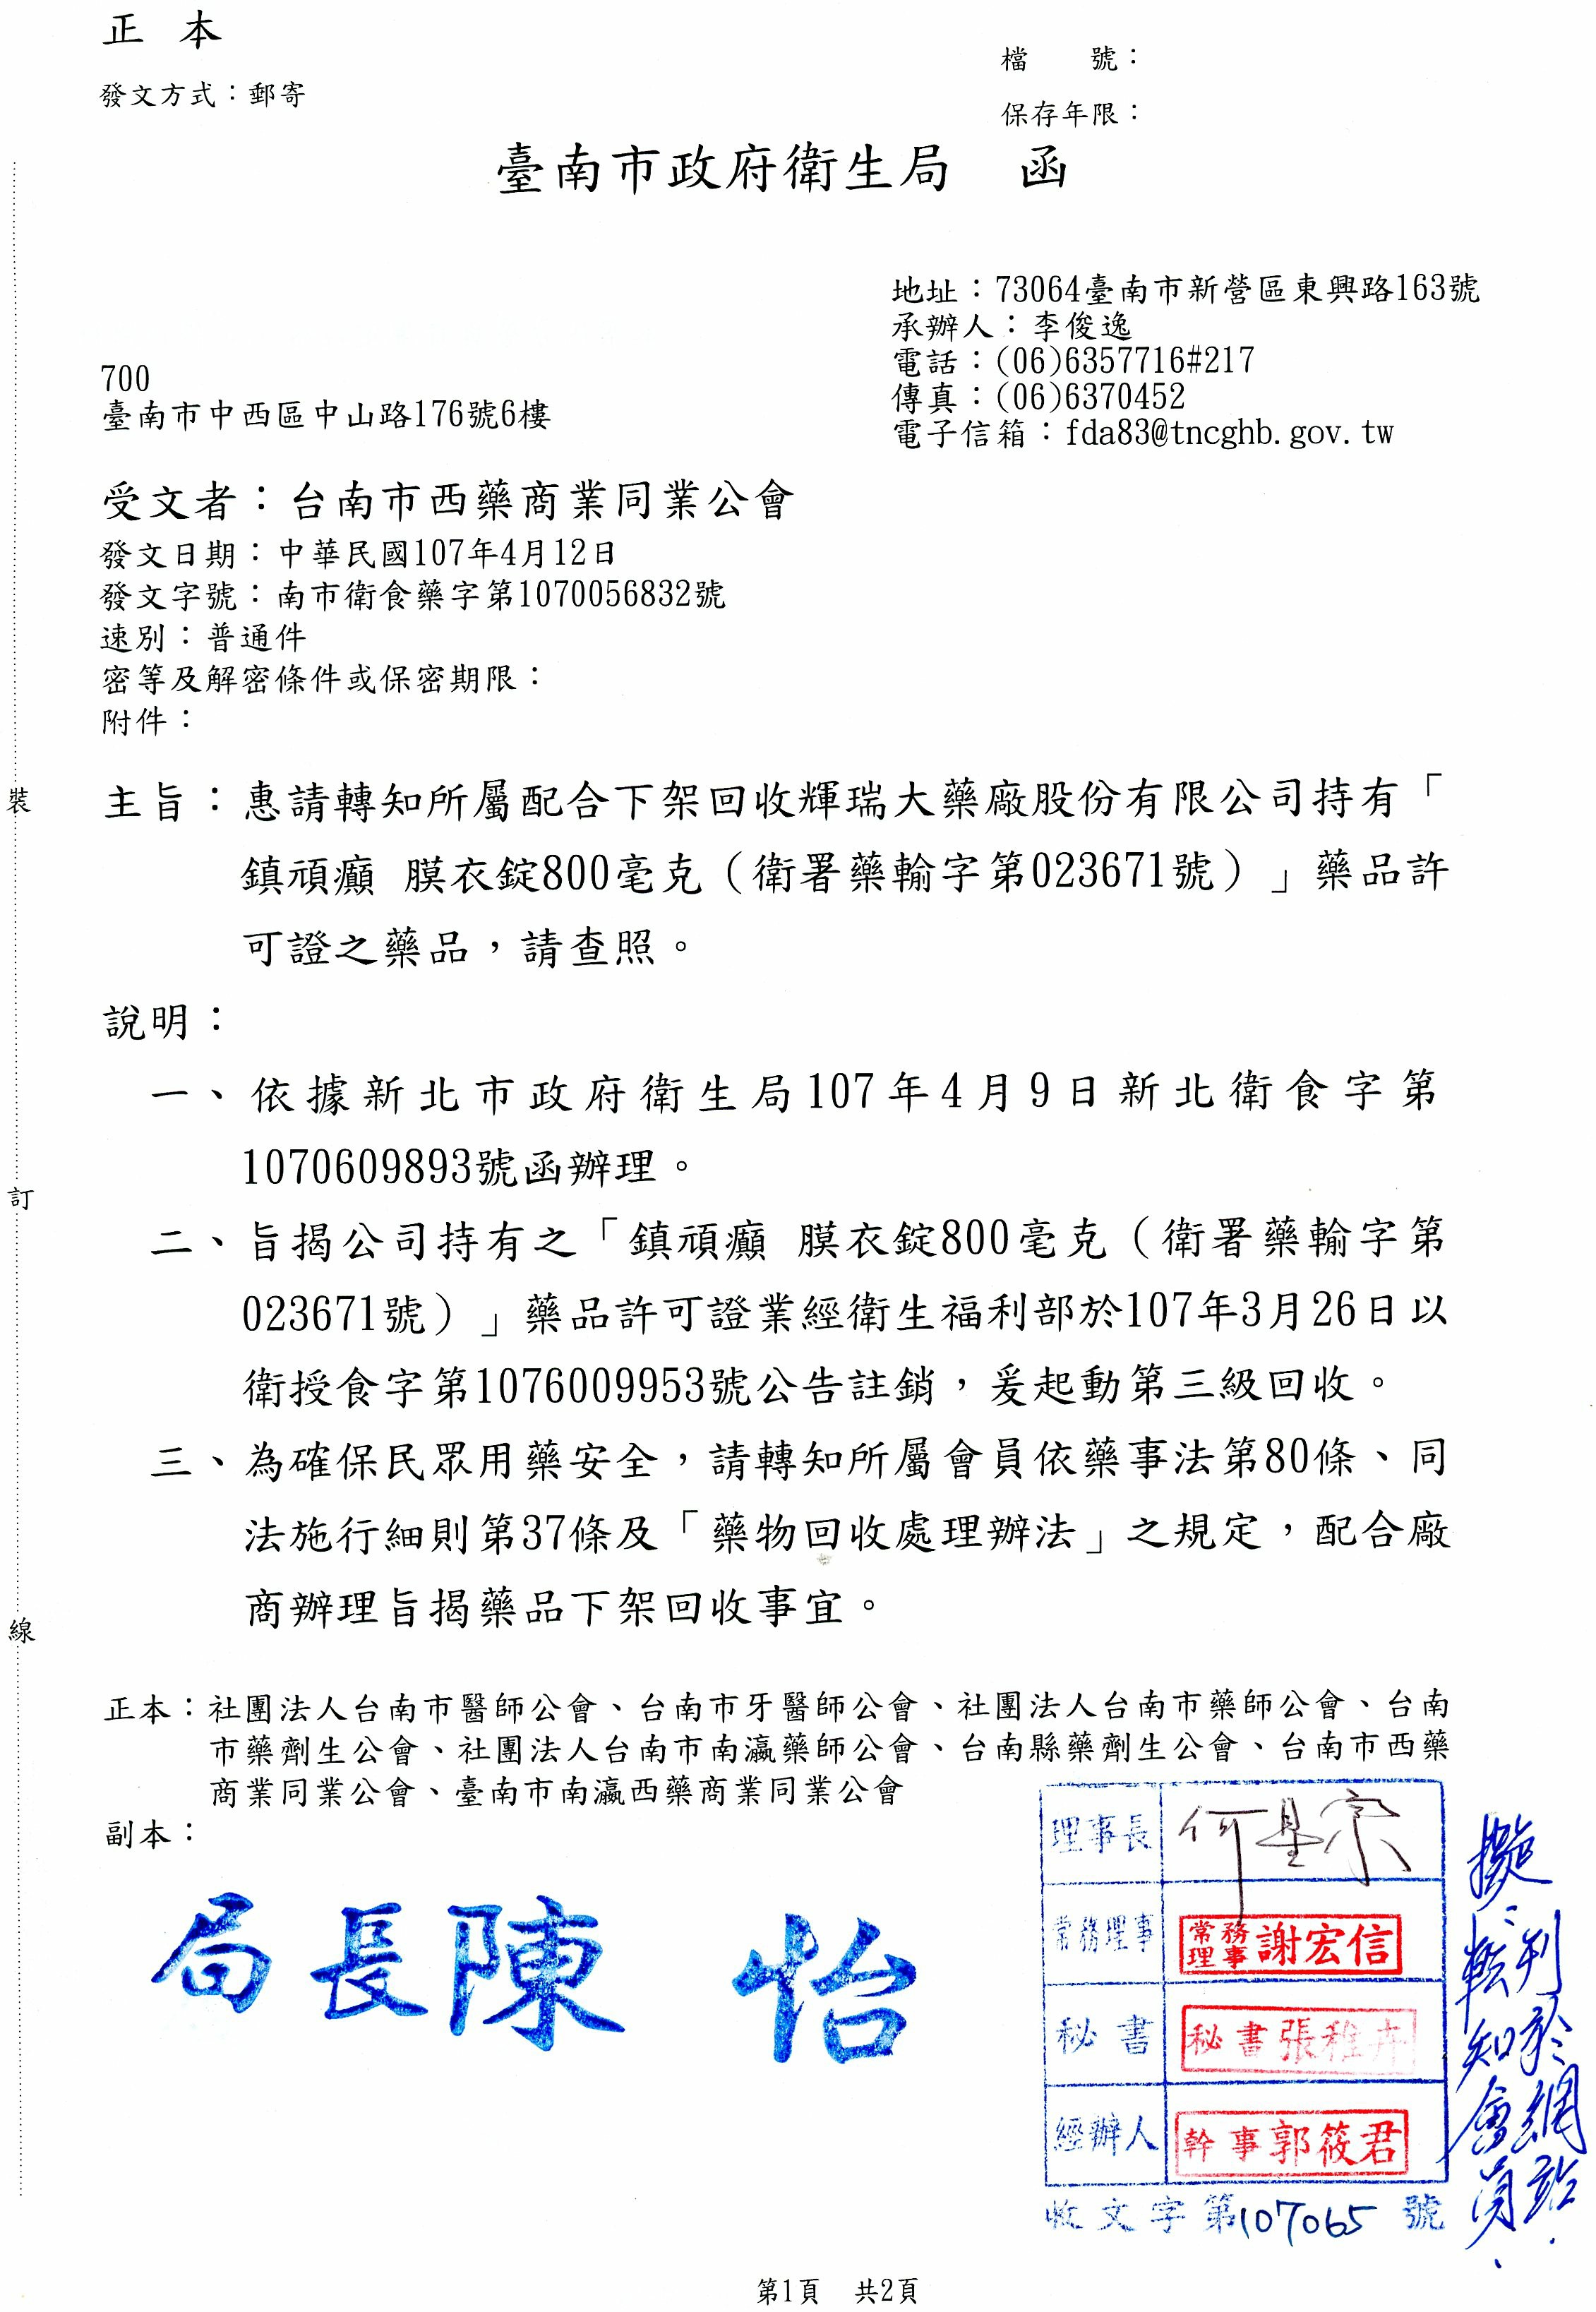 正 本
發文方式：郵寄
檔 號：
保存年限：
臺南市政府衛生局 函
地址：73064臺南市新營區東興路163號
承辦人：李俊逸
電話：(06)6357716#217
傳真：(06)6370452
電子信箱：fda83@tncghb.gov.tw
700
臺南市中西區中山路176號6樓
受文者：台南市西藥商業同業公會
發文日期：中華民國107年4月12日
發文字號：南市衛食藥字第1070056832號
速別：普通件
密等及解密條件或保密期限：
附件：
主旨：惠請轉知所屬配合下架回收輝瑞大藥廠股份有限公司持有「
鎮頑癲 膜衣錠800毫克（衛署藥輸字第023671號）」藥品許
可證之藥品，請查照。
說明：
一、依據新北市政府衛生局107年4月9日新北衛食字第
1070609893號函辦理。
二、旨揭公司持有之「鎮頑癲 膜衣錠800毫克（衛署藥輸字第
023671號）」藥品許可證業經衛生福利部於107年3月26日以
衛授食字第1076009953號公告註銷，爰起動第三級回收。
三、為確保民眾用藥安全，請轉知所屬會員依藥事法第80條、同
法施行細則第37條及「藥物回收處理辦法」之規定，配合廠
商辦理旨揭藥品下架回收事宜。
裝
訂
線
正本：社團法人台南市醫師公會、台南市牙醫師公會、社團法人台南市藥師公會、台南
市藥劑生公會、社團法人台南市南瀛藥師公會、台南縣藥劑生公會、台南市西藥
商業同業公會、臺南市南瀛西藥商業同業公會
副本：
局長陳 怡
理事長
常務理事 常務理事 謝宏信
秘書 秘書 張稚卉
經辦人 幹事 郭筱君
收文字第107065 號
擬：轉知會員.
刊於網站.
第1頁 共2頁